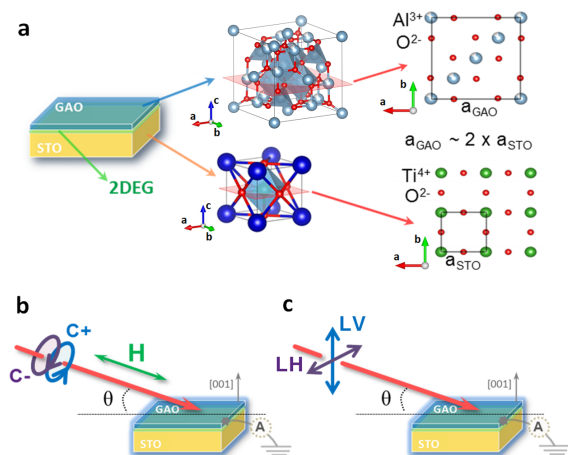 a
GAO
STO
2DEG
c
a
b
c
a
b
Al3+
O2-
b
a
aGAO
aGAO ~ 2 x aSTO
Ti4+
O2-
b
a
aSTO
b
C+
C-
H
θ
[001]
GAO
STO
A
c
LV
LH
θ
[001]
GAO
STO
A